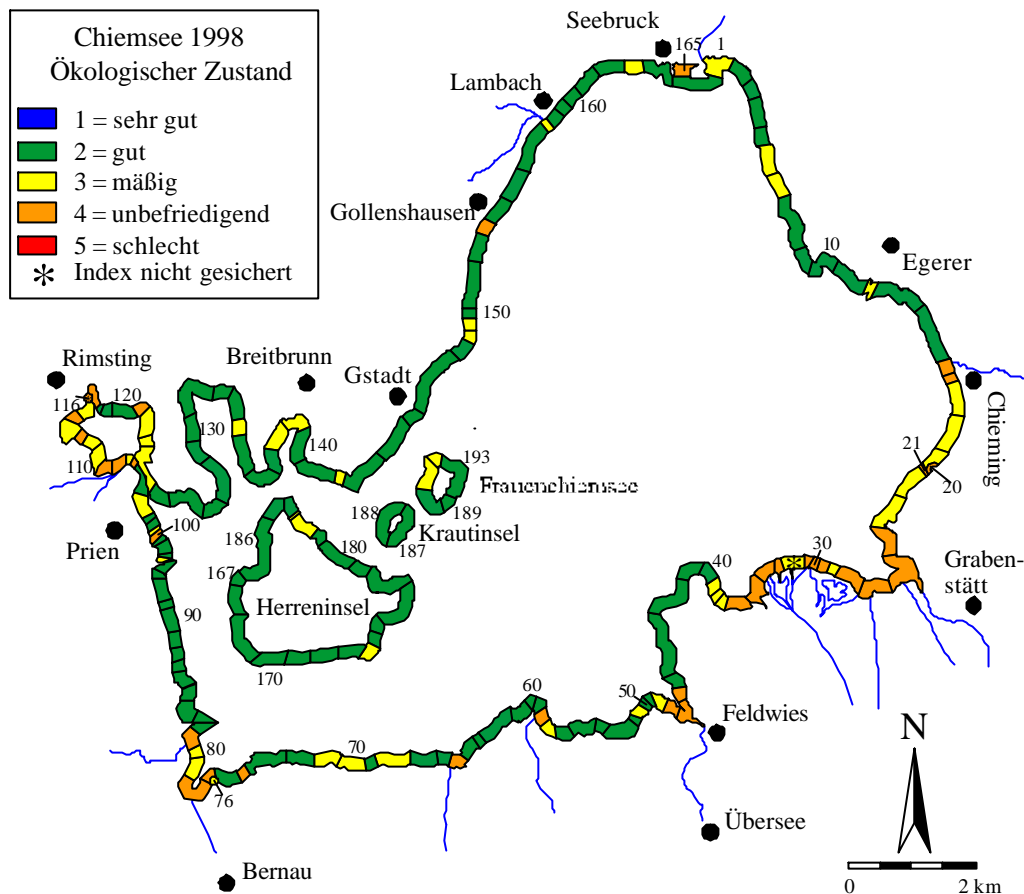 Chiemsee 1998
Ökologischer Zustand
1 = sehr gut
2 = gut
3 = mäßig
4 = unbefriedigend
5 = schlecht
* Index nicht gesichert
Seebruck
165
1
Lambach
160
Gollenshausen
10
Egerer
150
Rimsting
Breitbrunn
Gstadt
116
120
130
140
Chieming
110
193
21
20
Frauenchiemsee
189
188
Krautinsel
187
100
Prien
186
180
167
Herreninsel
40
30
*
Grabenstätt
90
170
60
50
Feldwies
N
80
70
76
Übersee
Bernau
0 2 km